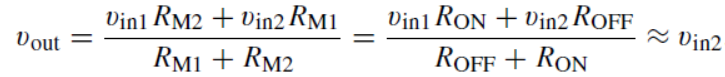 v_out = (v_in1 R_M2 + v_in2 R_M1) / (R_M1 + R_M2) = (v_in1 R_ON + v_in2 R_OFF) / (R_OFF + R_ON) ≈ v_in2